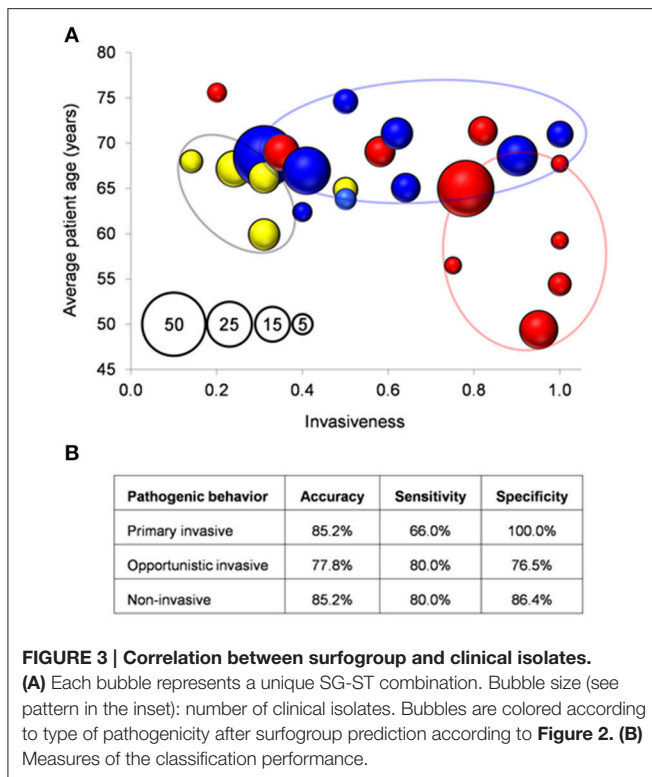 A
80
75
70
65
60
55
50
45
Average patient age (years)
50 25 15 5
0.0 0.2 0.4 0.6 0.8 1.0
Invasiveness
B
Pathogenic behavior Accuracy Sensitivity Specificity
Primary invasive 85.2% 66.0% 100.0%
Opportunistic invasive 77.8% 80.0% 76.5%
Non-invasive 85.2% 80.0% 86.4%
FIGURE 3 | Correlation between surfogroup and clinical isolates.
(A) Each bubble represents a unique SG-ST combination. Bubble size (see
pattern in the inset): number of clinical isolates. Bubbles are colored according
to type of pathogenicity after surfogroup prediction according to Figure 2. (B)
Measures of the classification performance.